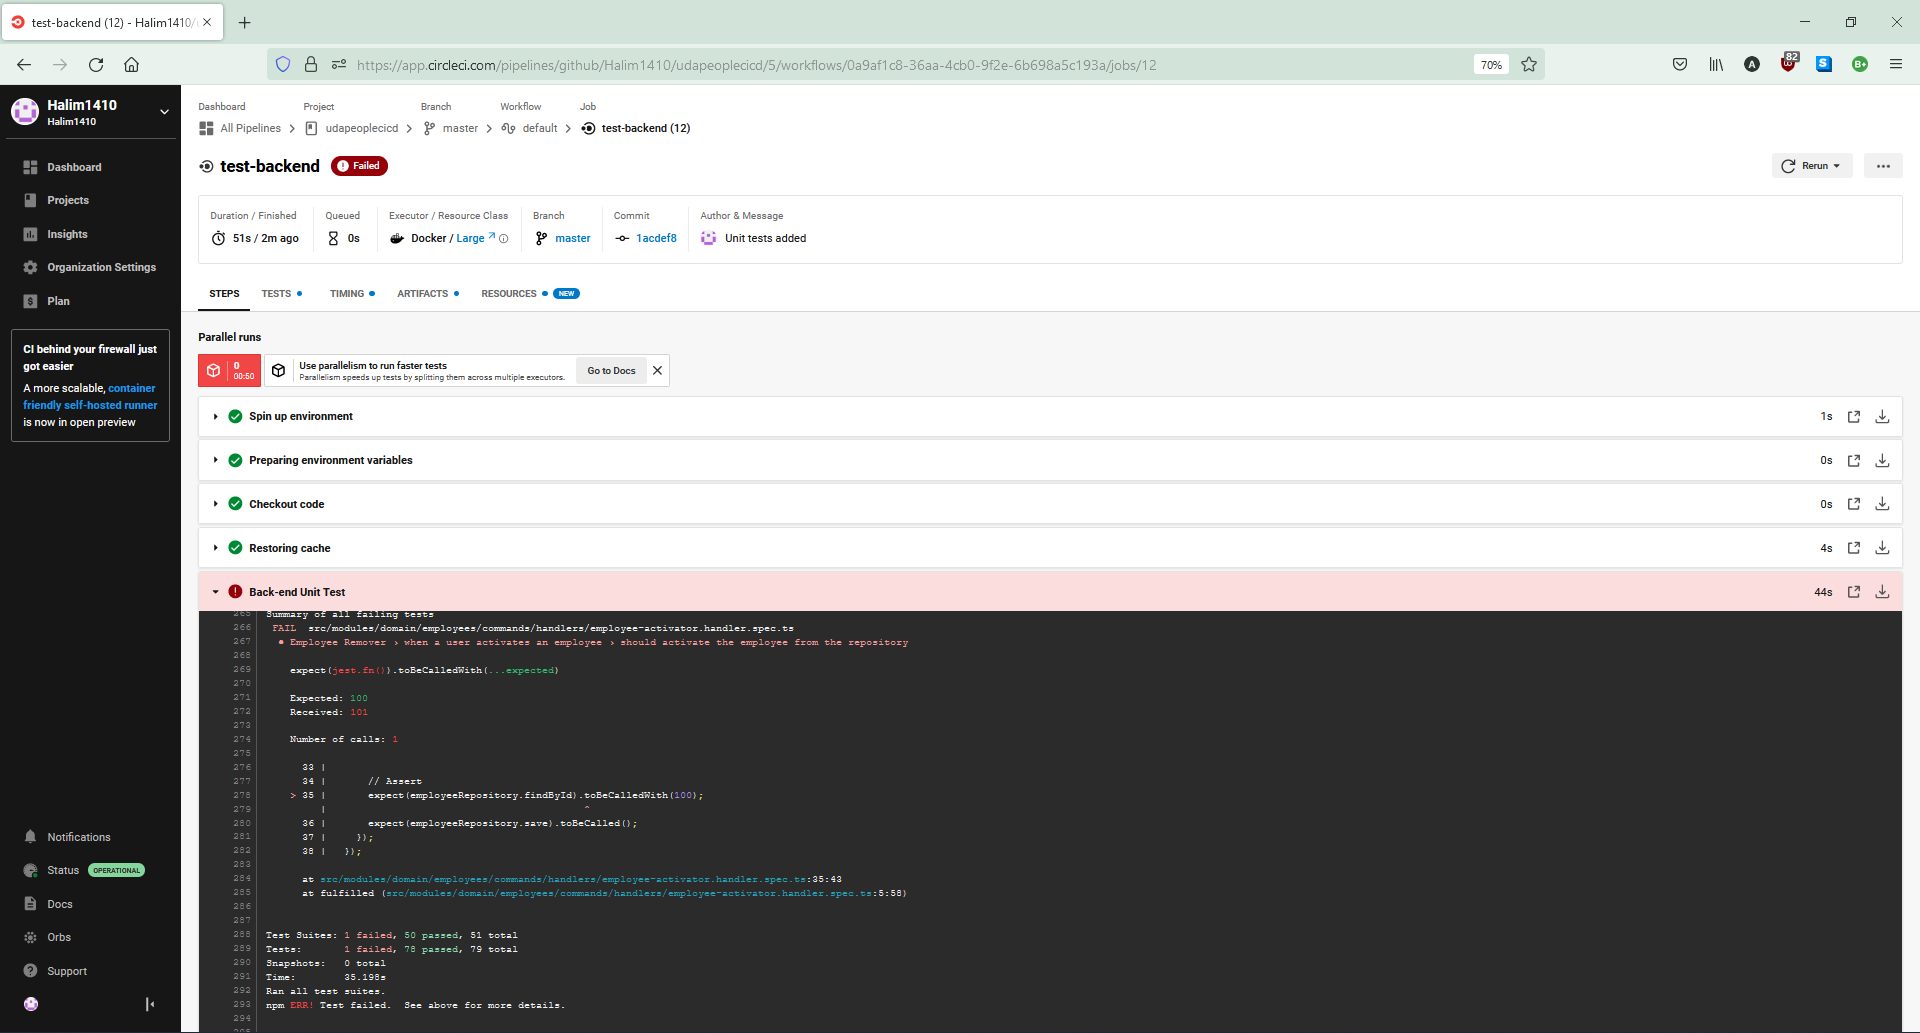 test-backend (12) - Halim1410/
https://app.circleci.com/pipelines/github/Halim1410/udapeoplecicd/5/workflows/0a9af1c8-36aa-4cb0-9f2e-6b698a5c193a/jobs/12
70%
A
82
S
B+
Halim1410
Halim1410
Dashboard
Projects
Insights
Organization Settings
Plan
CI behind your firewall just
got easier
A more scalable, container
friendly self-hosted runner
is now in open preview
Notifications
Status OPERATIONAL
Docs
Orbs
Support
Dashboard Project Branch Workflow Job
All Pipelines udapeoplecicd master default test-backend (12)
test-backend Failed
Rerun
Duration / Finished Queued Executor / Resource Class Branch Commit Author & Message
51s / 2m ago 0s Docker / Large master 1acdef8 Unit tests added
STEPS TESTS TIMING ARTIFACTS RESOURCES NEW
Parallel runs
0
00:50
Use parallelism to run faster tests
Parallelism speeds up tests by splitting them across multiple executors.
Go to Docs
Spin up environment 1s
Preparing environment variables 0s
Checkout code 0s
Restoring cache 4s
Back-end Unit Test 44s
265 Summary of all failing tests
266 FAIL src/modules/domain/employees/commands/handlers/employee-activator.handler.spec.ts
267 ● Employee Remover › when a user activates an employee › should activate the employee from the repository
268
269 expect(jest.fn()).toBeCalledWith(...expected)
270
271 Expected: 100
272 Received: 101
273
274 Number of calls: 1
275
276 33 |
277 34 | // Assert
278 > 35 | expect(employeeRepository.findById).toBeCalledWith(100);
279 | ^
280 36 | expect(employeeRepository.save).toBeCalled();
281 37 | });
282 38 | });
283
284 at src/modules/domain/employees/commands/handlers/employee-activator.handler.spec.ts:35:43
285 at fulfilled (src/modules/domain/employees/commands/handlers/employee-activator.handler.spec.ts:5:58)
286
287
288 Test Suites: 1 failed, 50 passed, 51 total
289 Tests: 1 failed, 78 passed, 79 total
290 Snapshots: 0 total
291 Time: 35.198s
292 Ran all test suites.
293 npm ERR! Test failed. See above for more details.
294
295